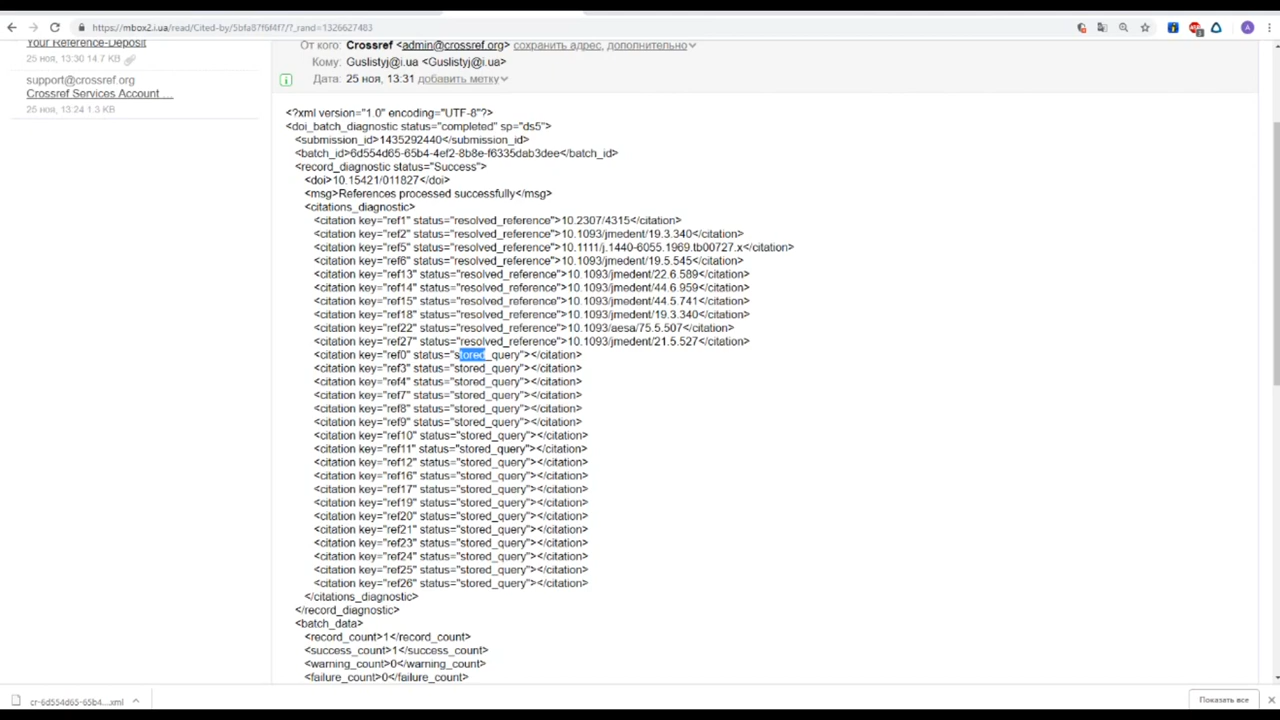 https://mbox2.i.ua/read/Cited-by/5bfa87f6f4f7/?_rand=1326627483
Your Reference-Deposit
25 ноя, 13:30 14.7 KB
support@crossref.org
Crossref Services Account ...
25 ноя, 13:24 1.3 KB
От кого: Crossref <admin@crossref.org> сохранить адрес, дополнительно
Кому: Guslistyj@i.ua <Guslistyj@i.ua>
Дата: 25 ноя, 13:31 добавить метку
<?xml version="1.0" encoding="UTF-8"?>
<doi_batch_diagnostic status="completed" sp="ds5">
<submission_id>1435292440</submission_id>
<batch_id>6d554d65-65b4-4ef2-8b8e-f6335dab3dee</batch_id>
<record_diagnostic status="Success">
<doi>10.15421/011827</doi>
<msg>References processed successfully</msg>
<citations_diagnostic>
<citation key="ref1" status="resolved_reference">10.2307/4315</citation>
<citation key="ref2" status="resolved_reference">10.1093/jmedent/19.3.340</citation>
<citation key="ref5" status="resolved_reference">10.1111/j.1440-6055.1969.tb00727.x</citation>
<citation key="ref6" status="resolved_reference">10.1093/jmedent/19.5.545</citation>
<citation key="ref13" status="resolved_reference">10.1093/jmedent/22.6.589</citation>
<citation key="ref14" status="resolved_reference">10.1093/jmedent/44.6.959</citation>
<citation key="ref15" status="resolved_reference">10.1093/jmedent/44.5.741</citation>
<citation key="ref18" status="resolved_reference">10.1093/jmedent/19.3.340</citation>
<citation key="ref22" status="resolved_reference">10.1093/aesa/75.5.507</citation>
<citation key="ref27" status="resolved_reference">10.1093/jmedent/21.5.527</citation>
<citation key="ref0" status="stored_query"></citation>
<citation key="ref3" status="stored_query"></citation>
<citation key="ref4" status="stored_query"></citation>
<citation key="ref7" status="stored_query"></citation>
<citation key="ref8" status="stored_query"></citation>
<citation key="ref9" status="stored_query"></citation>
<citation key="ref10" status="stored_query"></citation>
<citation key="ref11" status="stored_query"></citation>
<citation key="ref12" status="stored_query"></citation>
<citation key="ref16" status="stored_query"></citation>
<citation key="ref17" status="stored_query"></citation>
<citation key="ref19" status="stored_query"></citation>
<citation key="ref20" status="stored_query"></citation>
<citation key="ref21" status="stored_query"></citation>
<citation key="ref23" status="stored_query"></citation>
<citation key="ref24" status="stored_query"></citation>
<citation key="ref25" status="stored_query"></citation>
<citation key="ref26" status="stored_query"></citation>
</citations_diagnostic>
</record_diagnostic>
<batch_data>
<record_count>1</record_count>
<success_count>1</success_count>
<warning_count>0</warning_count>
<failure_count>0</failure_count>
cr-6d554d65-65b4....xml
Показать все